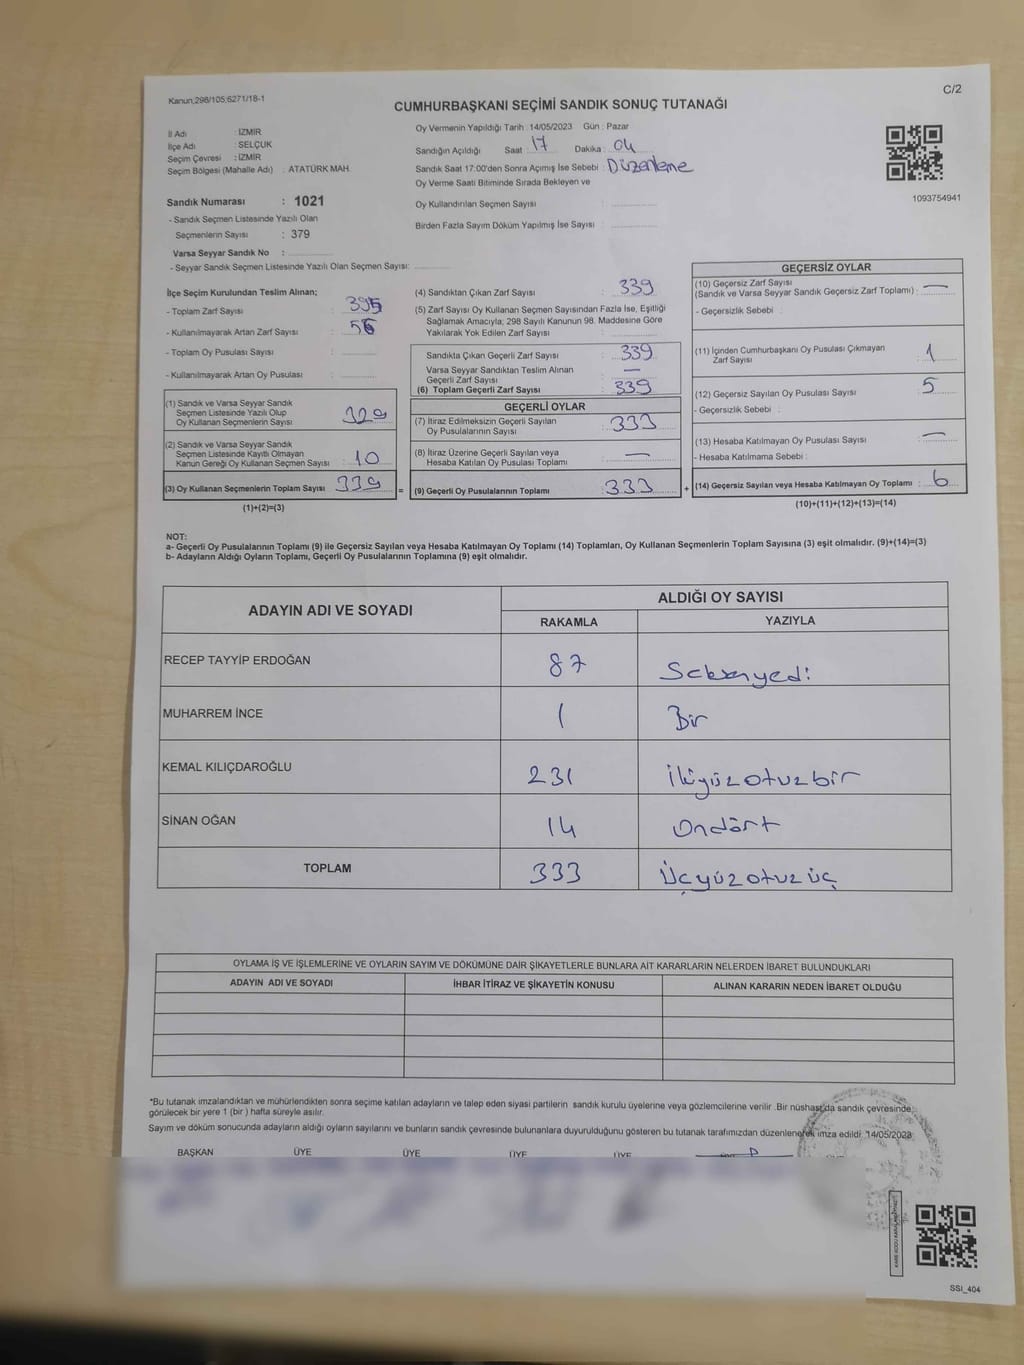 Kanun;298/105;6271/18-1
C/2
CUMHURBAŞKANI SEÇİMİ SANDIK SONUÇ TUTANAĞI
İl Adı : İZMİR
İlçe Adı : SELÇUK
Seçim Çevresi : İZMİR
Seçim Bölgesi (Mahalle Adı) : ATATÜRK MAH.
Sandık Numarası : 1021
- Sandık Seçmen Listesinde Yazılı Olan
Seçmenlerin Sayısı : 379
Varsa Seyyar Sandık No :
- Seyyar Sandık Seçmen Listesinde Yazılı Olan Seçmen Sayısı:
Oy Vermenin Yapıldığı Tarih : 14/05/2023 Gün : Pazar
Sandığın Açıldığı Saat : 17 Dakika : 04
Sandık Saat 17:00'den Sonra Açılmış İse Sebebi : Düzenleme
Oy Verme Saati Bitiminde Sırada Bekleyen ve
Oy Kullandırılan Seçmen Sayısı :
Birden Fazla Sayım Döküm Yapılmış İse Sayısı :
1093754941
İlçe Seçim Kurulundan Teslim Alınan;
- Toplam Zarf Sayısı : 395
- Kullanılmayarak Artan Zarf Sayısı : 56
- Toplam Oy Pusulası Sayısı :
- Kullanılmayarak Artan Oy Pusulası :
(1) Sandık ve Varsa Seyyar Sandık
Seçmen Listesinde Yazılı Olup
Oy Kullanan Seçmenlerin Sayısı : 329
(2) Sandık ve Varsa Seyyar Sandık
Seçmen Listesinde Kayıtlı Olmayan
Kanun Gereği Oy Kullanan Seçmen Sayısı : 10
(3) Oy Kullanan Seçmenlerin Toplam Sayısı : 339 =
(1)+(2)=(3)
(4) Sandıktan Çıkan Zarf Sayısı : 339
(5) Zarf Sayısı Oy Kullanan Seçmen Sayısından Fazla İse, Eşitliği
Sağlamak Amacıyla; 298 Sayılı Kanunun 98. Maddesine Göre
Yakılarak Yok Edilen Zarf Sayısı :
Sandıkta Çıkan Geçerli Zarf Sayısı : 339
Varsa Seyyar Sandıktan Teslim Alınan
Geçerli Zarf Sayısı : —
(6) Toplam Geçerli Zarf Sayısı : 339
GEÇERLİ OYLAR
(7) İtiraz Edilmeksizin Geçerli Sayılan
Oy Pusulalarının Sayısı : 333
(8) İtiraz Üzerine Geçerli Sayılan veya
Hesaba Katılan Oy Pusulası Toplamı : —
(9) Geçerli Oy Pusulalarının Toplamı : 333 +
GEÇERSİZ OYLAR
(10) Geçersiz Zarf Sayısı
(Sandık ve Varsa Seyyar Sandık Geçersiz Zarf Toplamı) : —
- Geçersizlik Sebebi :
(11) İçinden Cumhurbaşkanı Oy Pusulası Çıkmayan
Zarf Sayısı : 1
(12) Geçersiz Sayılan Oy Pusulası Sayısı : 5
- Geçersizlik Sebebi :
(13) Hesaba Katılmayan Oy Pusulası Sayısı : —
- Hesaba Katılmama Sebebi :
(14) Geçersiz Sayılan veya Hesaba Katılmayan Oy Toplamı : 6
(10)+(11)+(12)+(13)=(14)
NOT:
a- Geçerli Oy Pusulalarının Toplamı (9) ile Geçersiz Sayılan veya Hesaba Katılmayan Oy Toplamı (14) Toplamları, Oy Kullanan Seçmenlerin Toplam Sayısına (3) eşit olmalıdır. (9)+(14)=(3)
b- Adayların Aldığı Oyların Toplamı, Geçerli Oy Pusulalarının Toplamına (9) eşit olmalıdır.
ADAYIN ADI VE SOYADI
ALDIĞI OY SAYISI
RAKAMLA YAZIYLA
RECEP TAYYİP ERDOĞAN 87 Seksenyedi
MUHARREM İNCE 1 Bir
KEMAL KILIÇDAROĞLU 231 İkiyüzotuzbir
SİNAN OĞAN 14 Ondört
TOPLAM 333 Üçyüzotuzüç
OYLAMA İŞ VE İŞLEMLERİNE VE OYLARIN SAYIM VE DÖKÜMÜNE DAİR ŞİKAYETLERLE BUNLARA AİT KARARLARIN NELERDEN İBARET BULUNDUKLARI
ADAYIN ADI VE SOYADI İHBAR İTİRAZ VE ŞİKAYETİN KONUSU ALINAN KARARIN NEDEN İBARET OLDUĞU
*Bu tutanak imzalandıktan ve mühürlendikten sonra seçime katılan adayların ve talep eden siyasi partilerin sandık kurulu üyelerine veya gözlemcilerine verilir .Bir nüshası da sandık çevresinde,
görülecek bir yere 1 (bir ) hafta süreyle asılır.
Sayım ve döküm sonucunda adayların aldığı oyların sayılarını ve bunların sandık çevresinde bulunanlara duyurulduğunu gösteren bu tutanak tarafımızdan düzenlenerek imza edildi. 14/05/2023
BAŞKAN ÜYE ÜYE ÜYE ÜYE
SSI_404